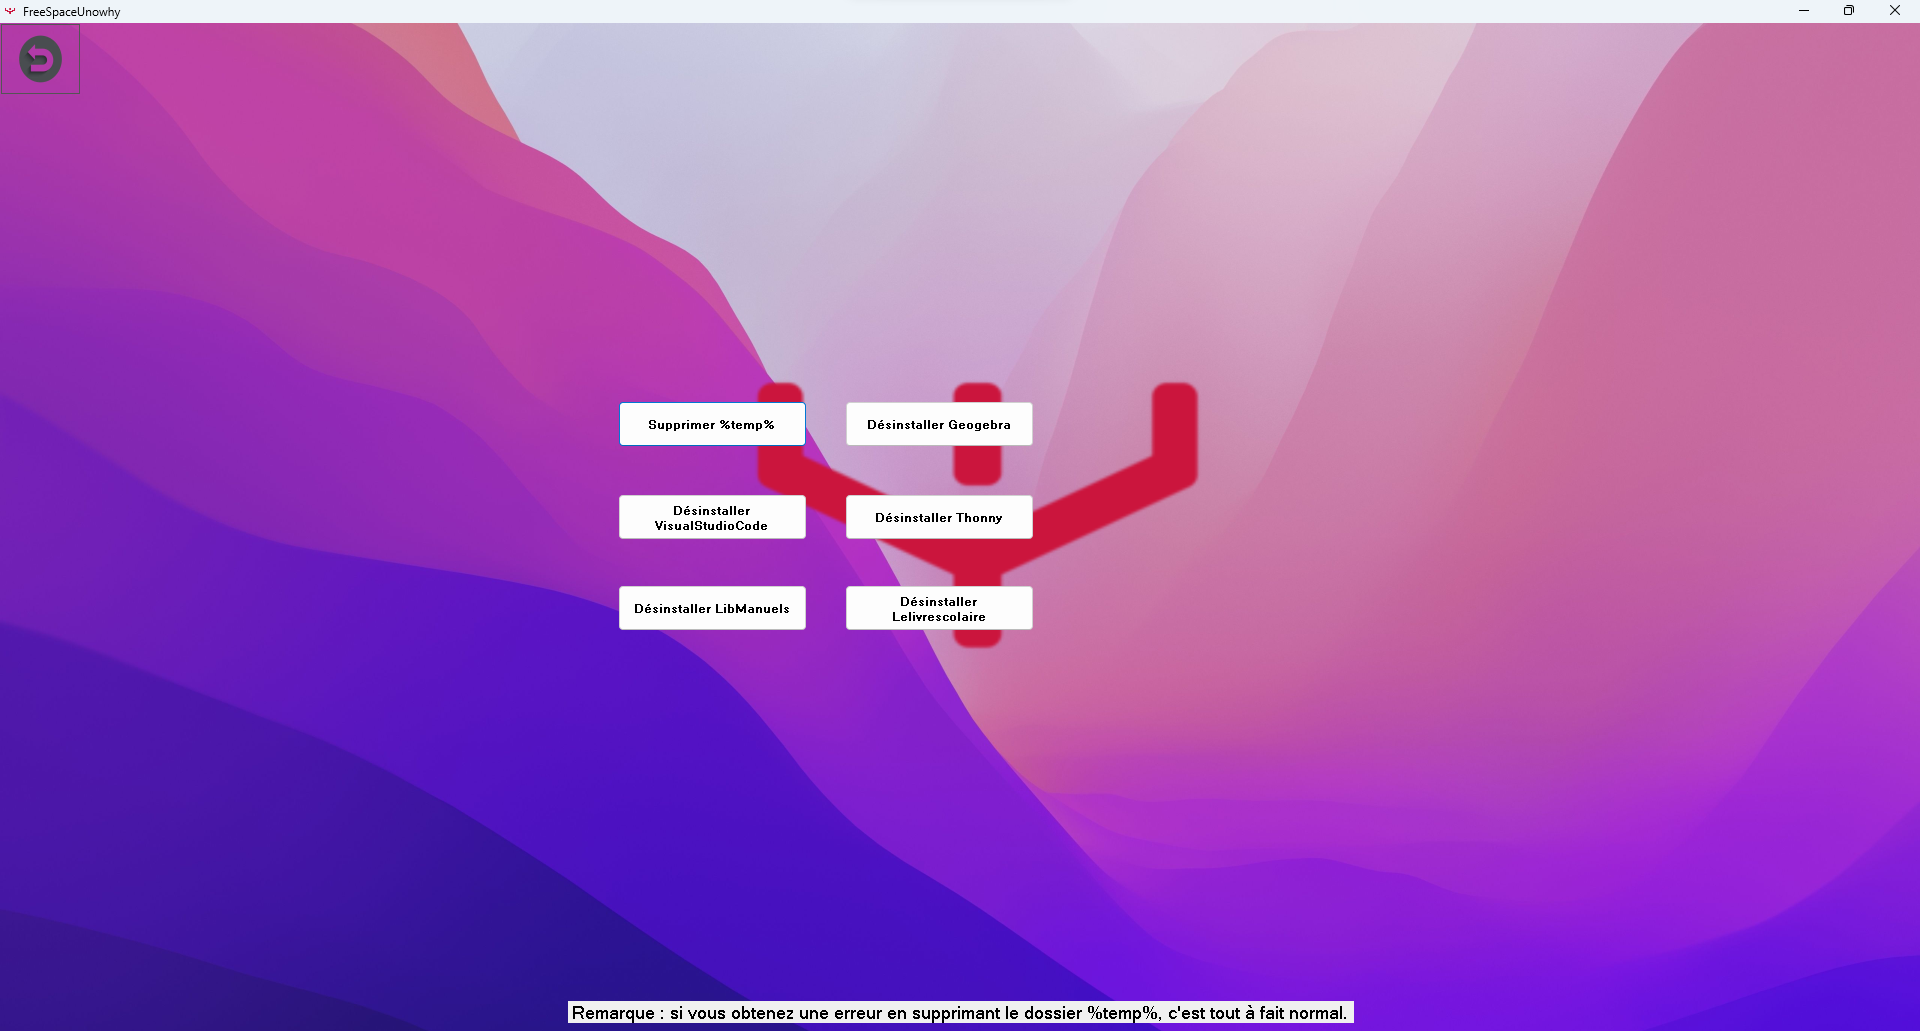 FreeSpaceUnowhy
Supprimer %temp%
Désinstaller Geogebra
Désinstaller
VisualStudioCode
Désinstaller Thonny
Désinstaller LibManuels
Désinstaller
Lelivrescolaire
Remarque : si vous obtenez une erreur en supprimant le dossier %temp%, c'est tout à fait normal.